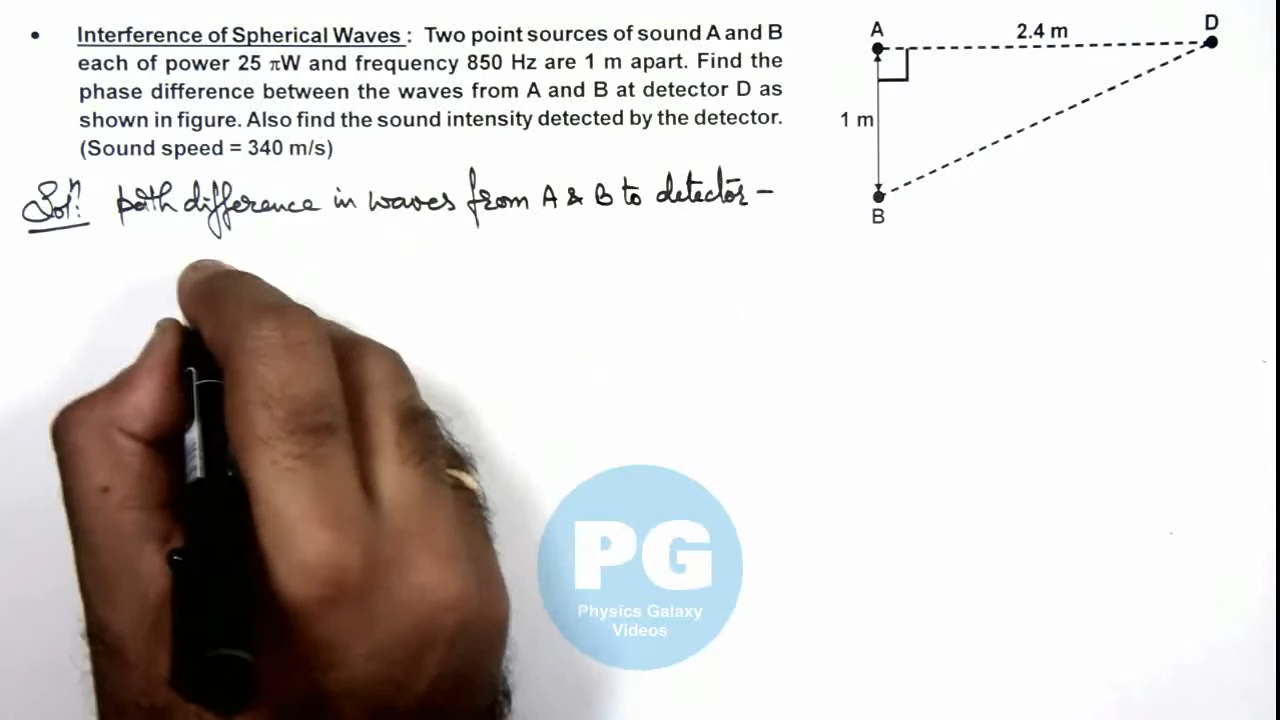 • Interference of Spherical Waves : Two point sources of sound A and B
each of power 25 πW and frequency 850 Hz are 1 m apart. Find the
phase difference between the waves from A and B at detector D as
shown in figure. Also find the sound intensity detected by the detector.
(Sound speed = 340 m/s)
Solⁿ: path difference in waves from A & B to detector –
A
2.4 m
D
1 m
B
PG
Physics Galaxy
Videos